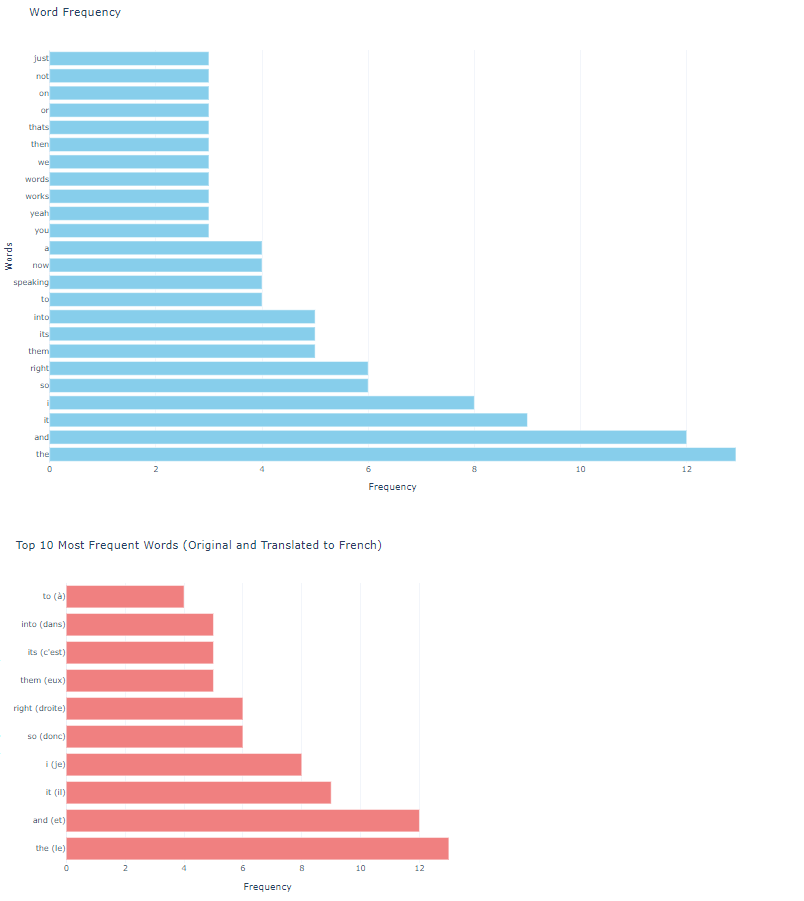 Word Frequency
just
not
on
or
thats
then
we
words
works
yeah
you
a
now
speaking
to
into
its
them
right
so
i
it
and
the
Words
0 2 4 6 8 10 12
Frequency
Top 10 Most Frequent Words (Original and Translated to French)
to (à)
into (dans)
its (c'est)
them (eux)
right (droite)
so (donc)
i (je)
it (il)
and (et)
the (le)
0 2 4 6 8 10 12
Frequency